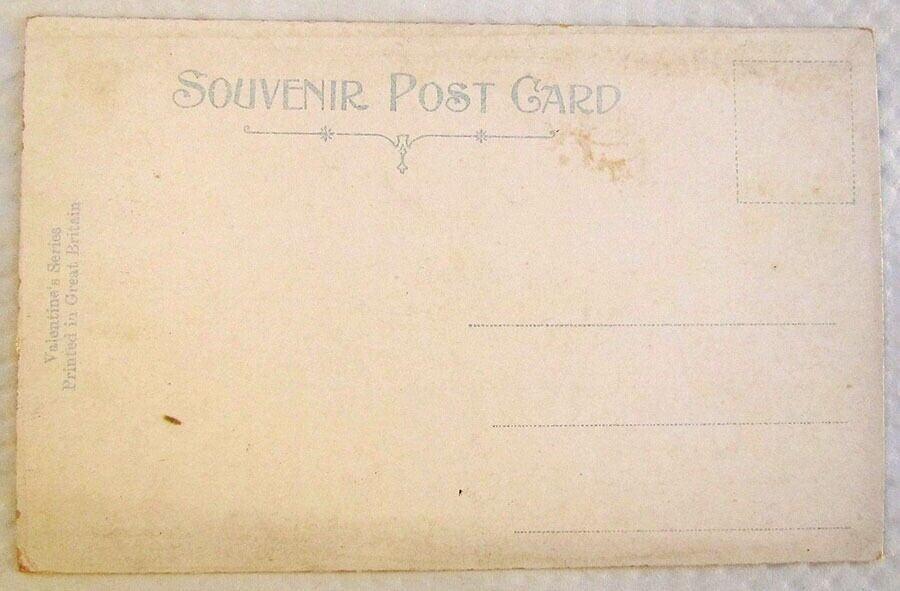 SOUVENIR POST CARD
Valentine's Series
Printed in Great Britain